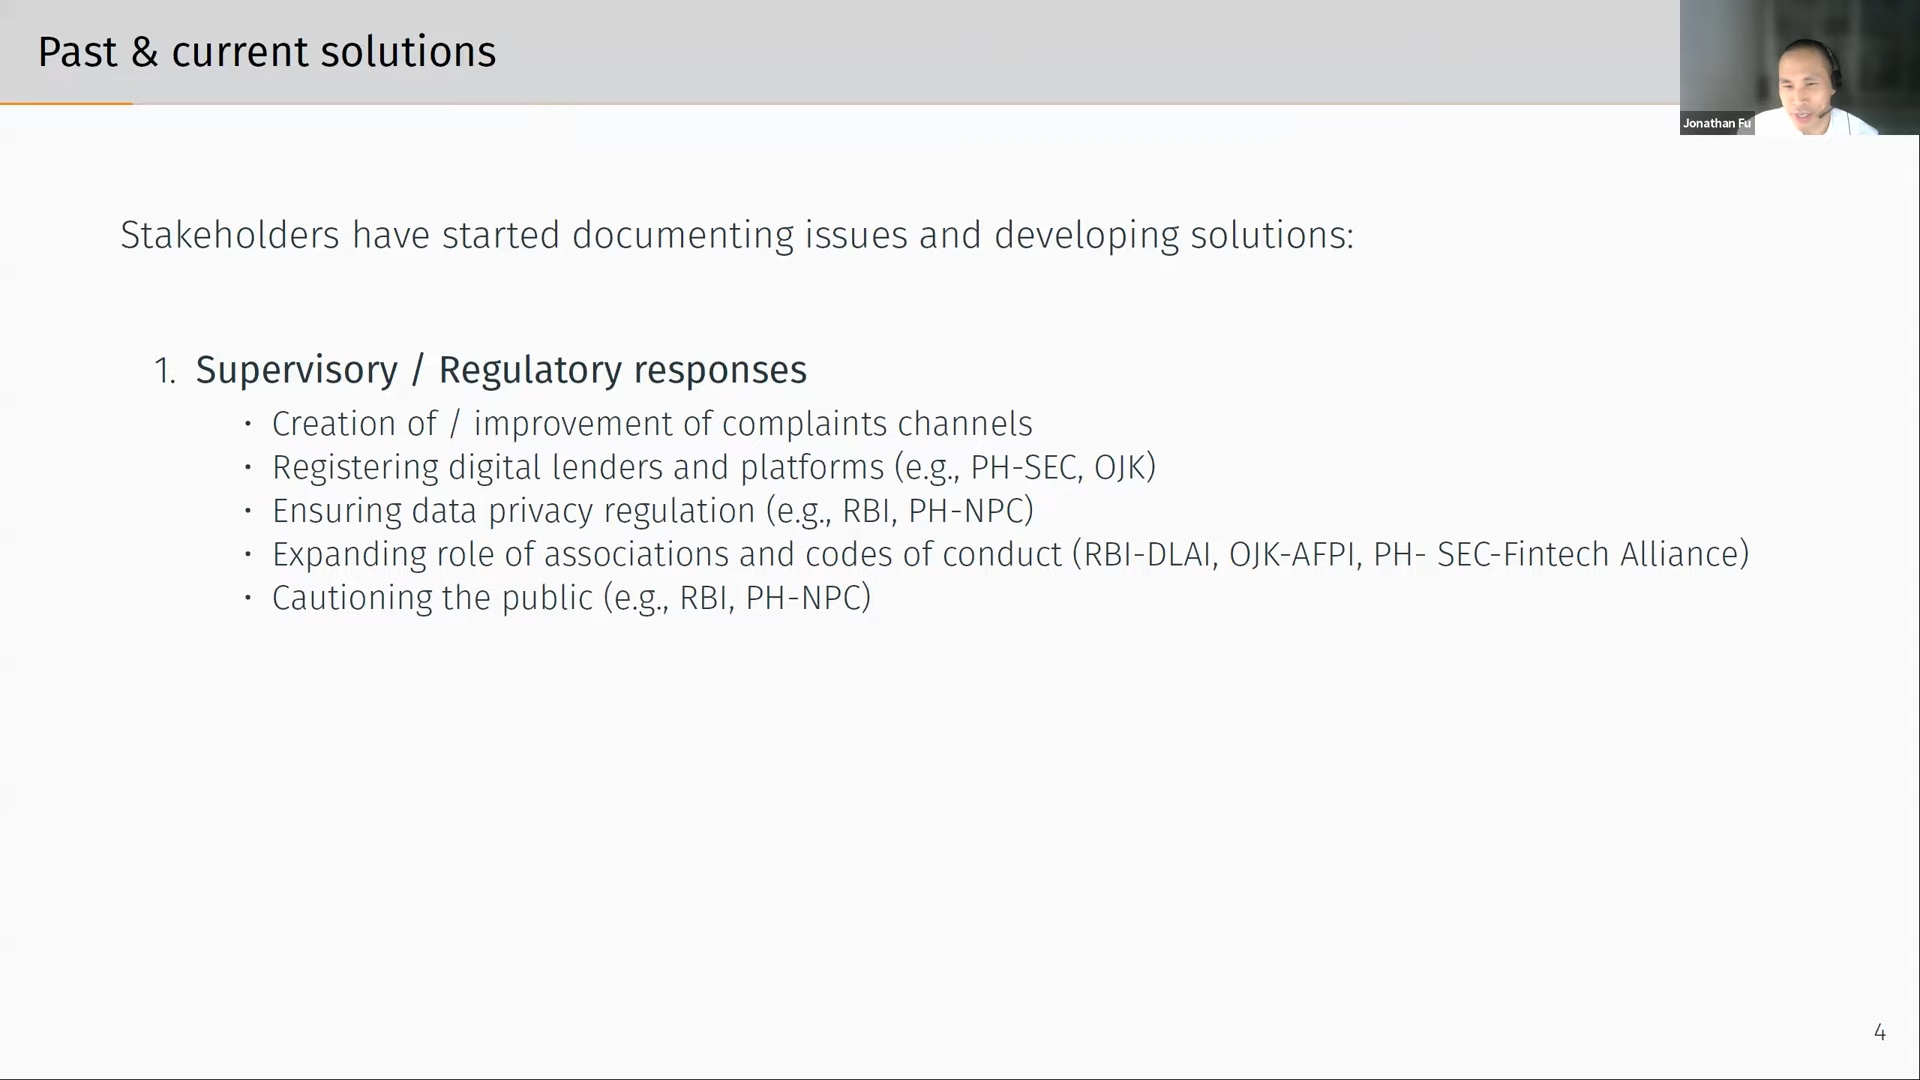 Past & current solutions
Jonathan Fu
Stakeholders have started documenting issues and developing solutions:
1. Supervisory / Regulatory responses
· Creation of / improvement of complaints channels
· Registering digital lenders and platforms (e.g., PH-SEC, OJK)
· Ensuring data privacy regulation (e.g., RBI, PH-NPC)
· Expanding role of associations and codes of conduct (RBI-DLAI, OJK-AFPI, PH- SEC-Fintech Alliance)
· Cautioning the public (e.g., RBI, PH-NPC)
4